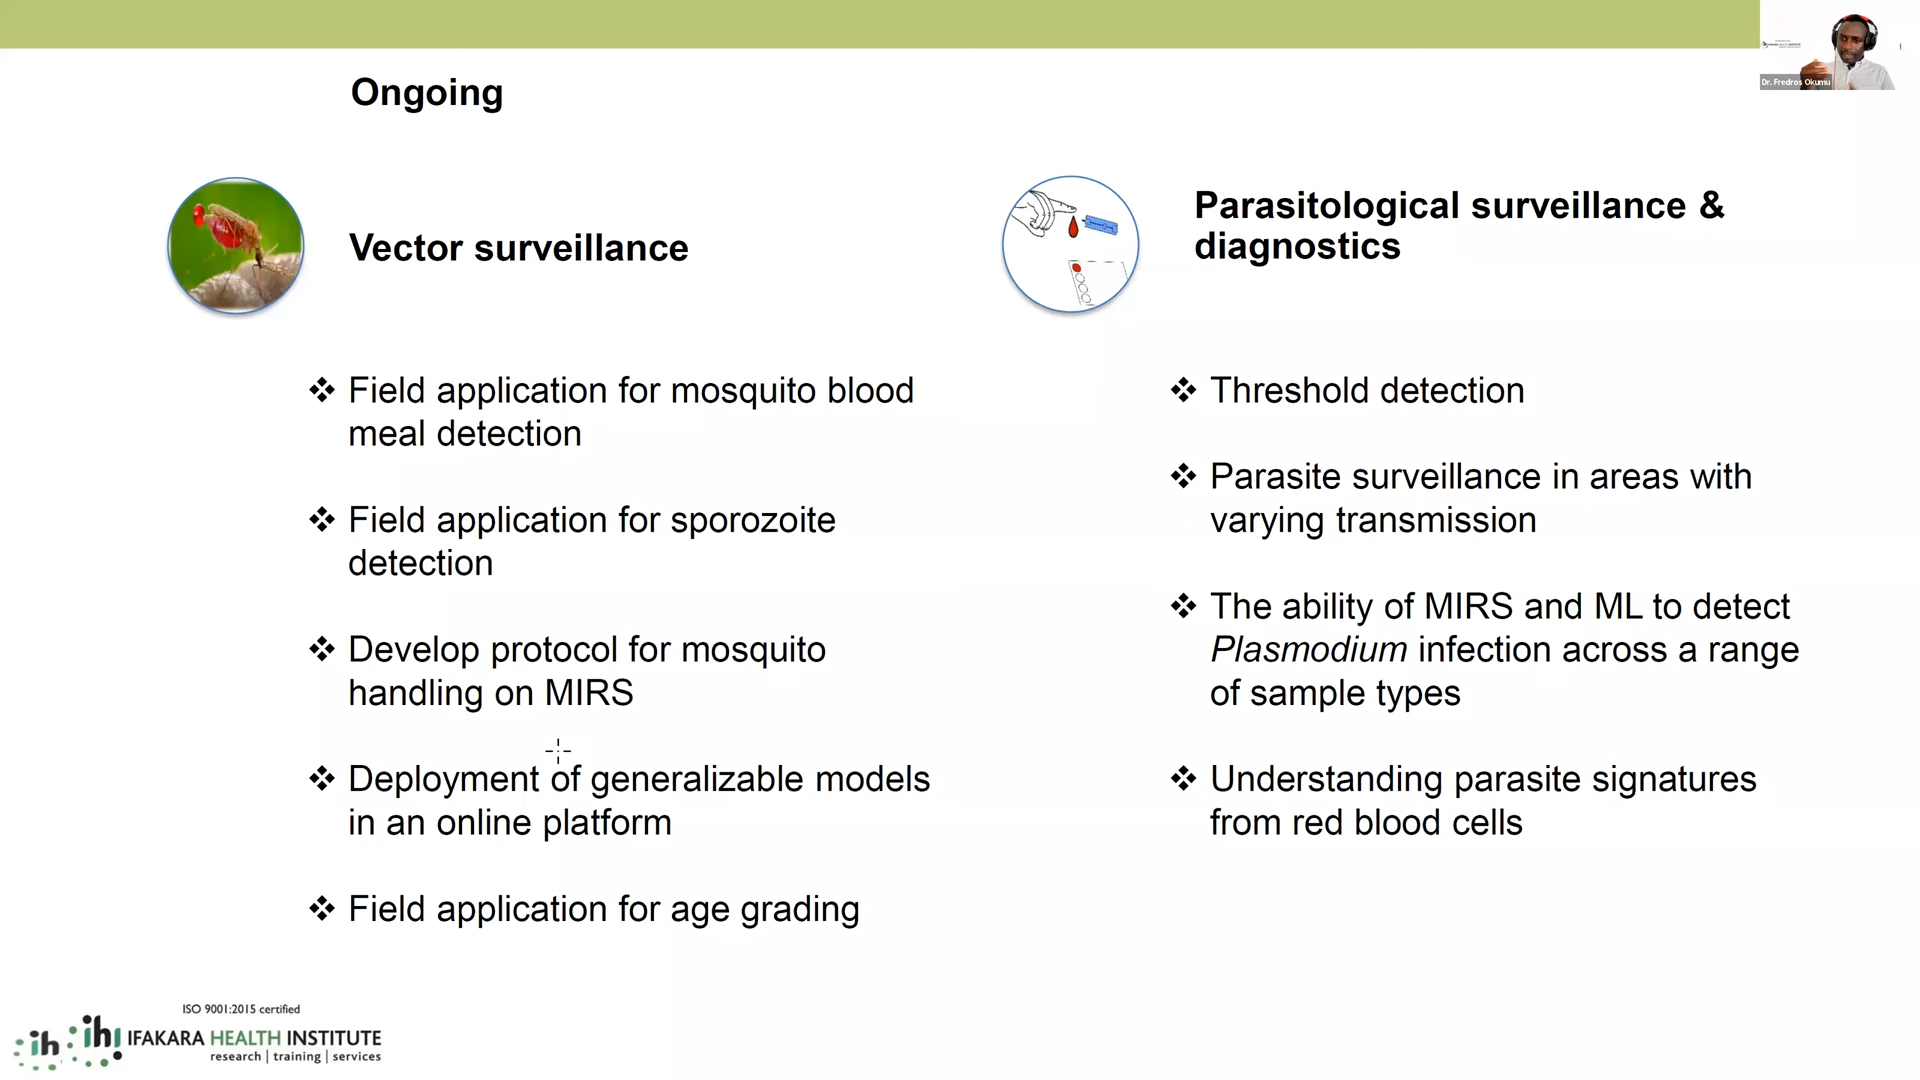 Dr. Fredros Okumu
Ongoing
Vector surveillance
❖ Field application for mosquito blood
meal detection
❖ Field application for sporozoite
detection
❖ Develop protocol for mosquito
handling on MIRS
❖ Deployment of generalizable models
in an online platform
❖ Field application for age grading
Parasitological surveillance &
diagnostics
❖ Threshold detection
❖ Parasite surveillance in areas with
varying transmission
❖ The ability of MIRS and ML to detect
Plasmodium infection across a range
of sample types
❖ Understanding parasite signatures
from red blood cells
ISO 9001:2015 certified
ih ih! IFAKARA HEALTH INSTITUTE
research | training | services